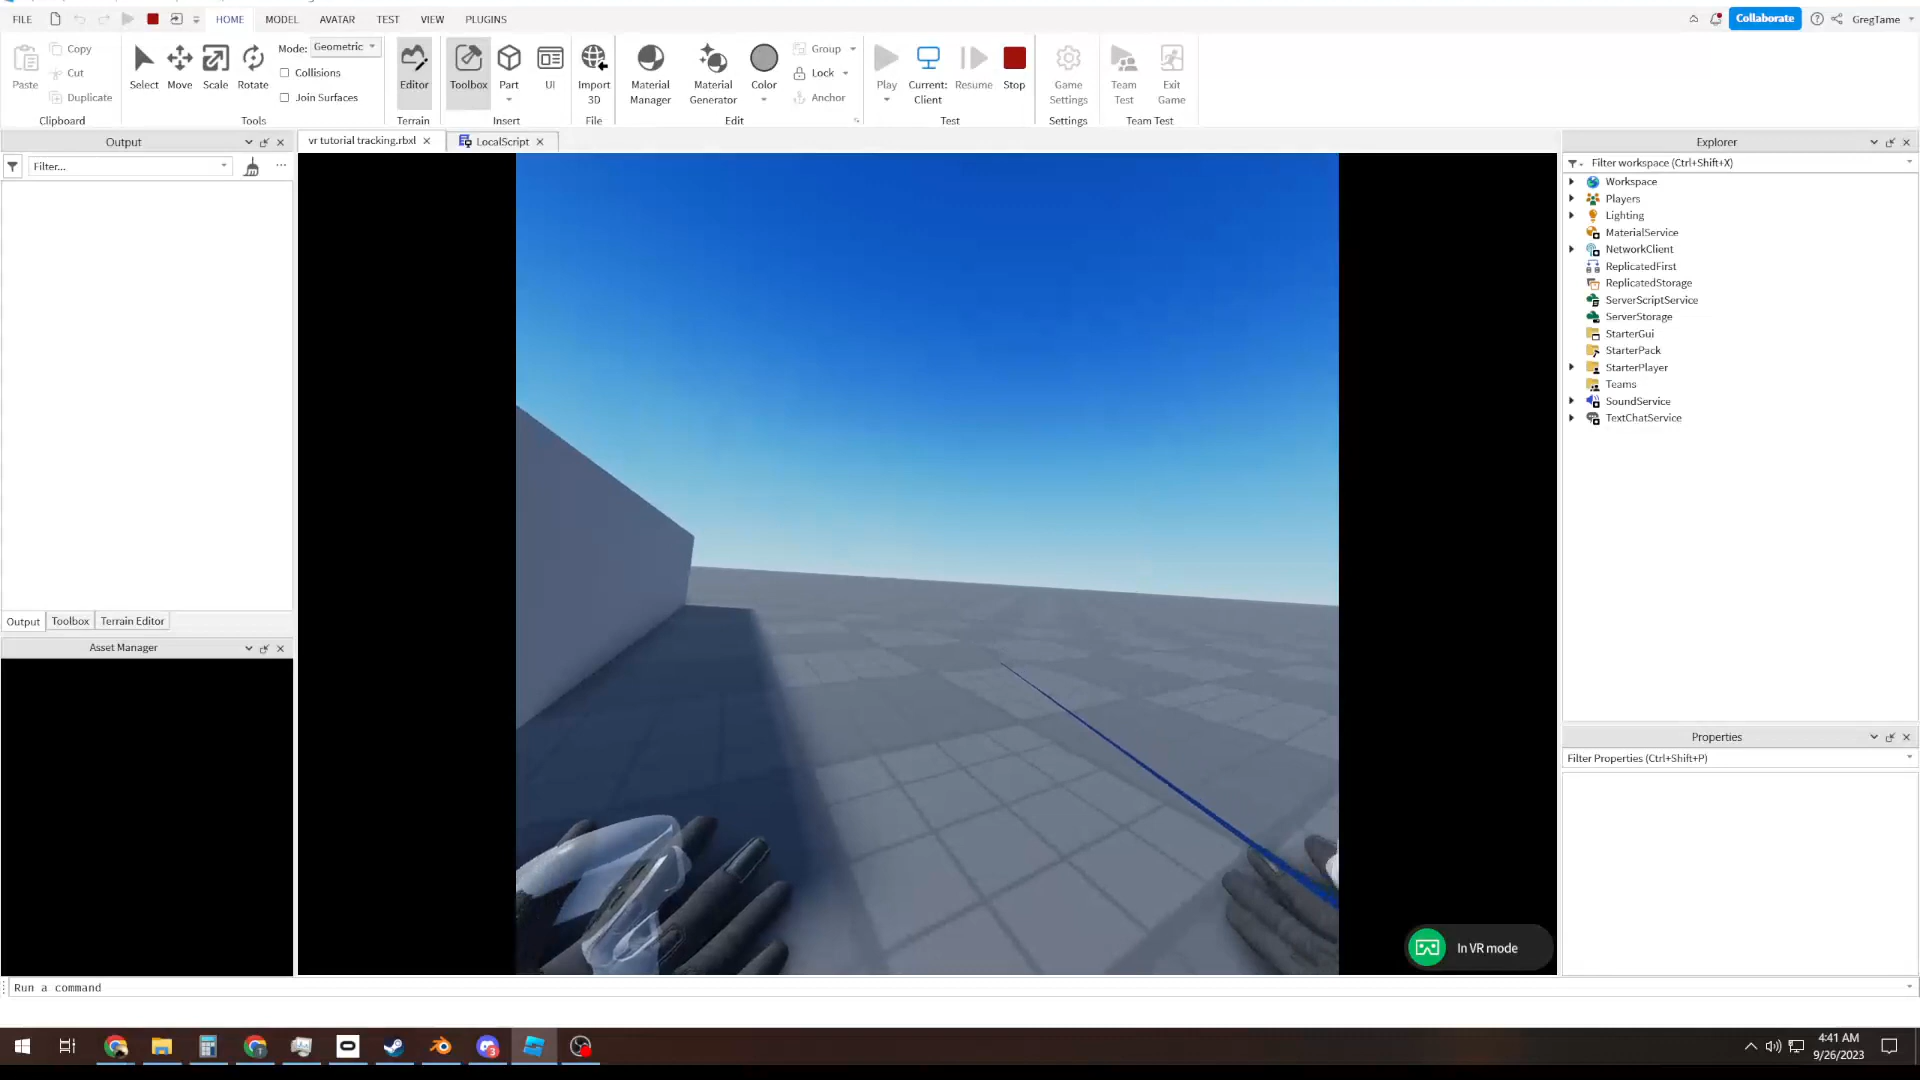 FILE
HOME
MODEL
AVATAR
TEST
VIEW
PLUGINS
Collaborate
GregTame
Paste
Copy
Cut
Duplicate
Clipboard
Select
Move
Scale
Rotate
Mode:
Geometric
Collisions
Join Surfaces
Tools
Editor
Terrain
Toolbox
Part
UI
Insert
Import
3D
File
Material
Manager
Material
Generator
Color
Group
Lock
Anchor
Edit
Play
Current:
Client
Resume
Stop
Test
Game
Settings
Settings
Team
Test
Exit
Game
Team Test
Output
vr tutorial tracking.rbxl
LocalScript
Explorer
Filter...
Filter workspace (Ctrl+Shift+X)
Workspace
Players
Lighting
MaterialService
NetworkClient
ReplicatedFirst
ReplicatedStorage
ServerScriptService
ServerStorage
StarterGui
StarterPack
StarterPlayer
Teams
SoundService
TextChatService
Output
Toolbox
Terrain Editor
Asset Manager
Properties
Filter Properties (Ctrl+Shift+P)
In VR mode
Run a command
3
4:41 AM
9/26/2023